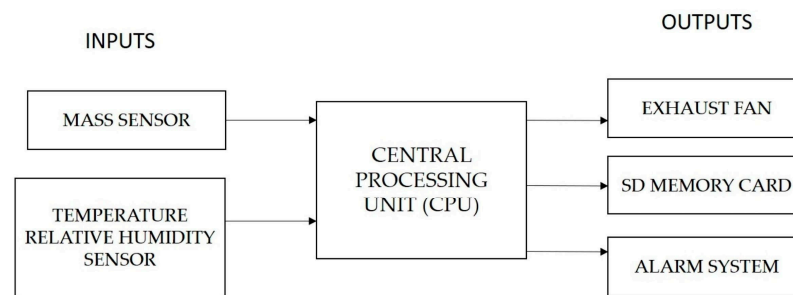 INPUTS
OUTPUTS
MASS SENSOR
TEMPERATURE
RELATIVE HUMIDITY
SENSOR
CENTRAL
PROCESSING
UNIT (CPU)
EXHAUST FAN
SD MEMORY CARD
ALARM SYSTEM